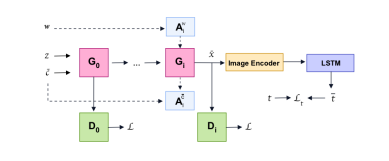 w
A_i^w
x̂
z
c̄
G_0
...
G_i
Image Encoder
LSTM
A_i^c̄
t → ℒ_r ← t̄
D_0
ℒ
D_i
ℒ